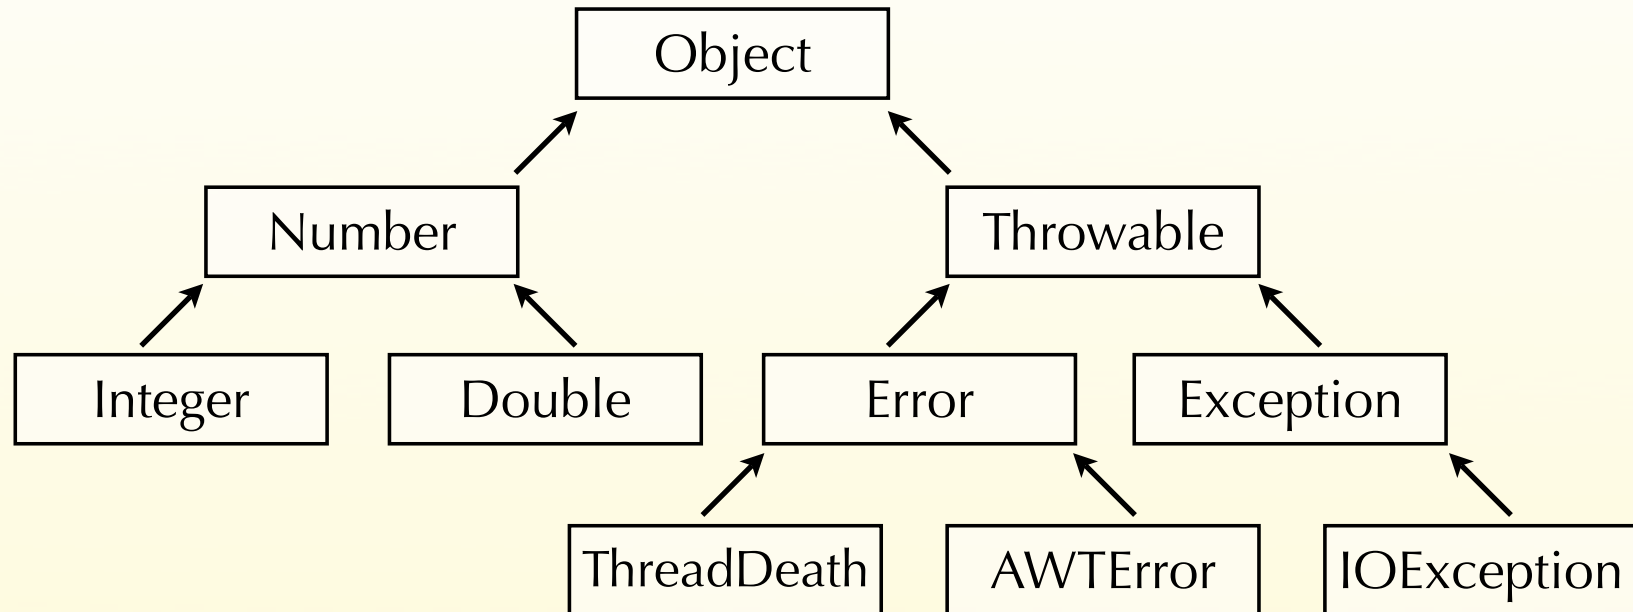 Object
Number
Throwable
Integer
Double
Error
Exception
ThreadDeath
AWTError
IOException